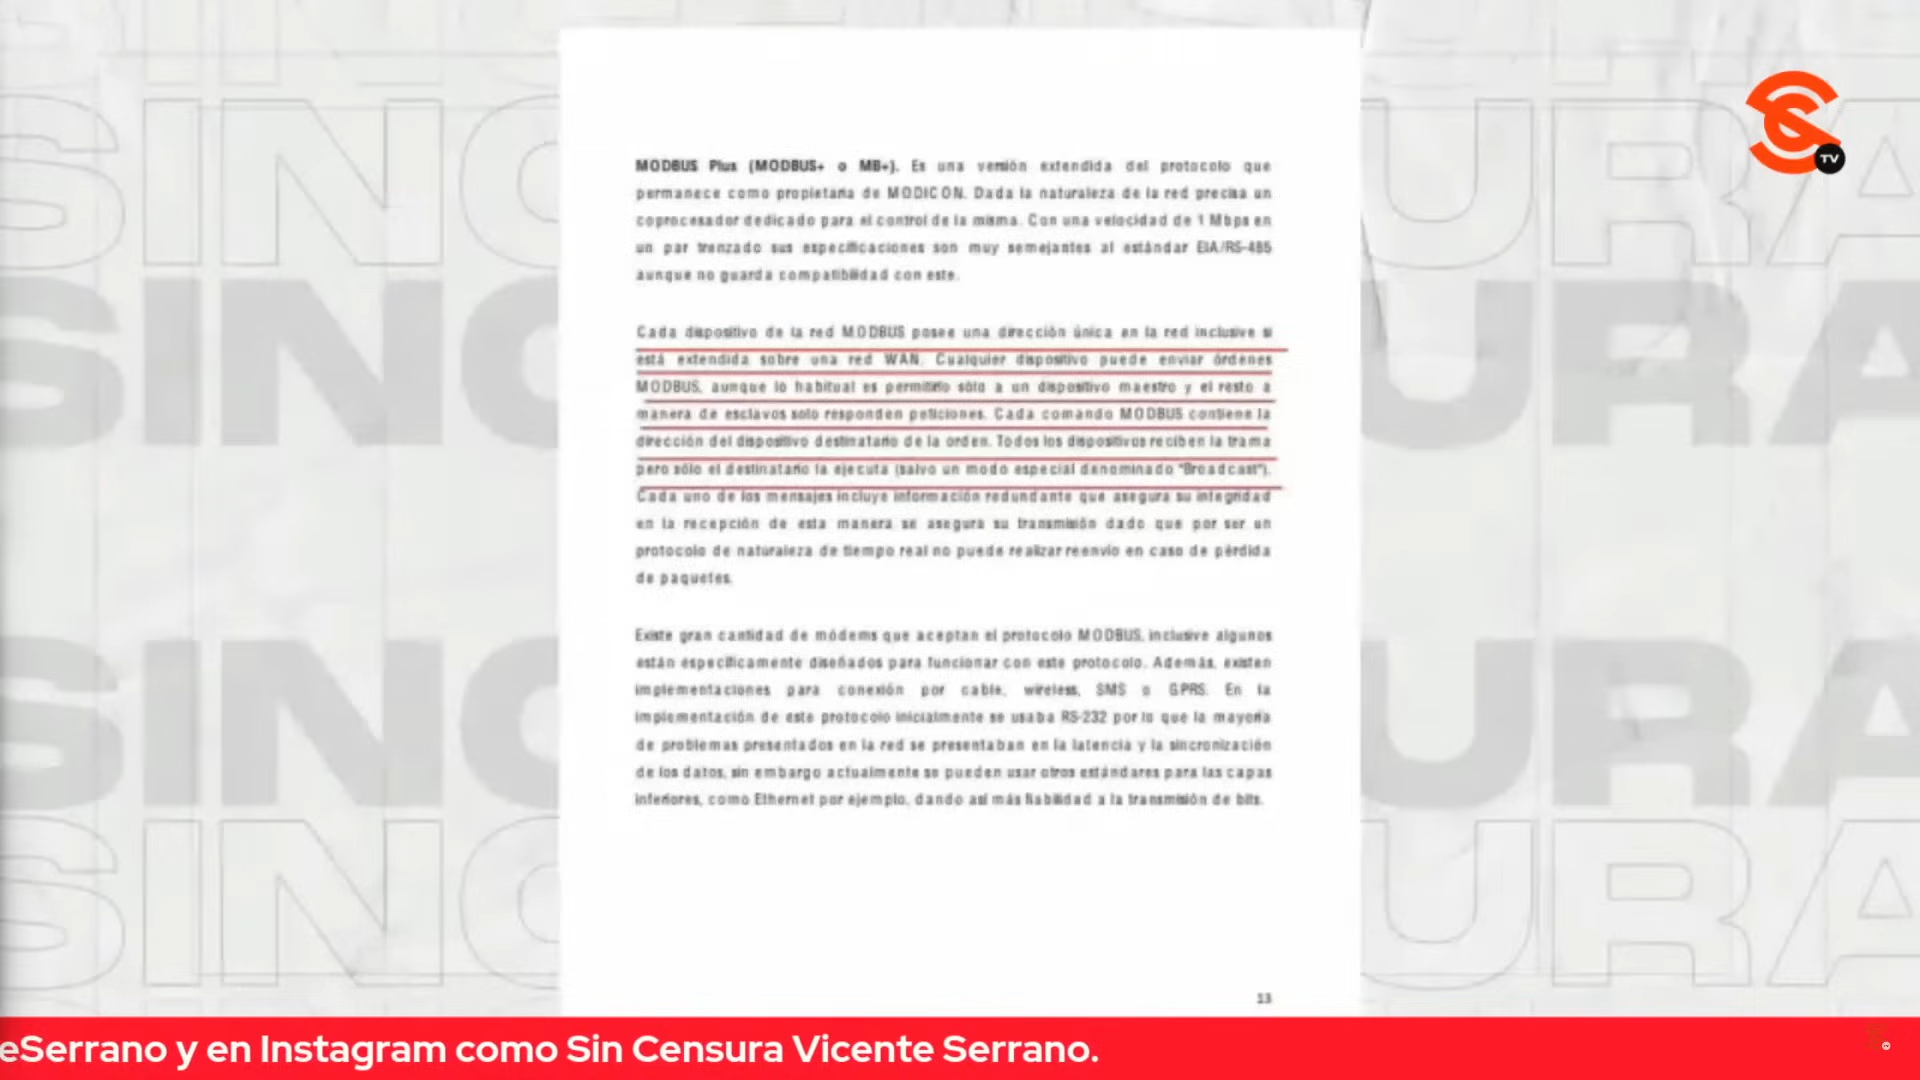 MODBUS Plus (MODBUS+ o MB+). Es una versión extendida del protocolo que
permanece como propietaria de MODICON. Dada la naturaleza de la red precisa un
coprocesador dedicado para el control de la misma. Con una velocidad de 1 Mbps en
un par trenzado sus especificaciones son muy semejantes al estándar EIA/RS-485
aunque no guarda compatibilidad con este.
Cada dispositivo de la red MODBUS posee una dirección única en la red inclusive si
está extendida sobre una red WAN. Cualquier dispositivo puede enviar órdenes
MODBUS, aunque lo habitual es permitirlo sólo a un dispositivo maestro y el resto a
manera de esclavos solo responden peticiones. Cada comando MODBUS contiene la
dirección del dispositivo destinatario de la orden. Todos los dispositivos reciben la trama
pero sólo el destinatario la ejecuta (salvo un modo especial denominado "Broadcast").
Cada uno de los mensajes incluye información redundante que asegura su integridad
en la recepción de esta manera se asegura su transmisión dado que por ser un
protocolo de naturaleza de tiempo real no puede realizar reenvío en caso de pérdida
de paquetes.
Existe gran cantidad de módems que aceptan el protocolo MODBUS, inclusive algunos
están específicamente diseñados para funcionar con este protocolo. Además, existen
implementaciones para conexión por cable, wireless, SMS o GPRS. En la
implementación de este protocolo inicialmente se usaba RS-232 por lo que la mayoría
de problemas presentados en la red se presentaban en la latencia y la sincronización
de los datos, sin embargo actualmente se pueden usar otros estándares para las capas
inferiores, como Ethernet por ejemplo, dando así más fiabilidad a la transmisión de bits.
13
TV
SINC
URA
SINC
URA
SINC
URA
SINC
URA
eSerrano y en Instagram como Sin Censura Vicente Serrano.